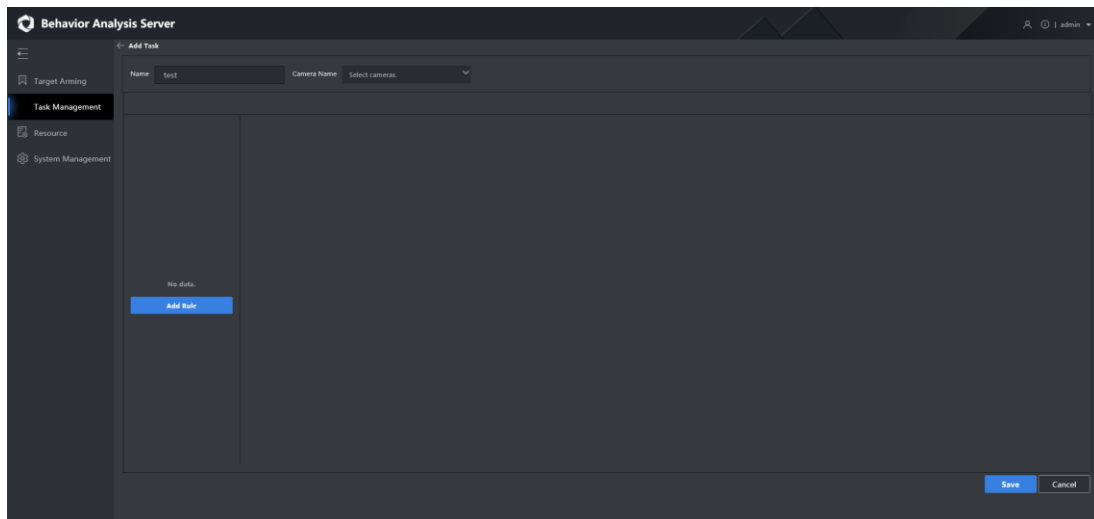 Behavior Analysis Server
| admin
Add Task
Target Arming
Task Management
Resource
System Management
Name test Camera Name Select cameras.
No data.
Add Rule
Save Cancel